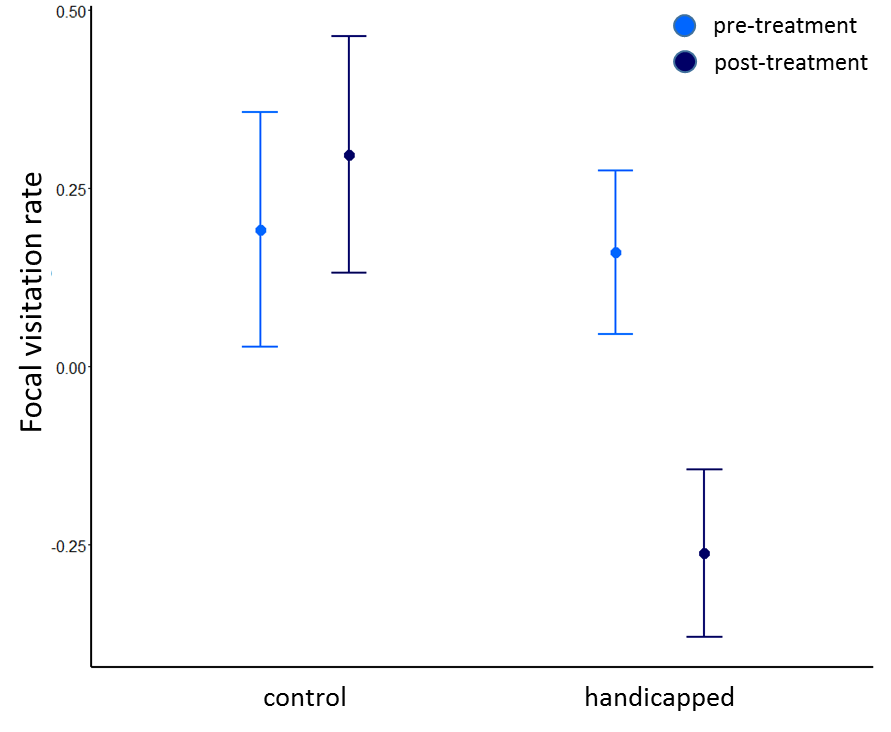 0.50
pre-treatment
post-treatment
0.25
Focal visitation rate
0.00
-0.25
control
handicapped